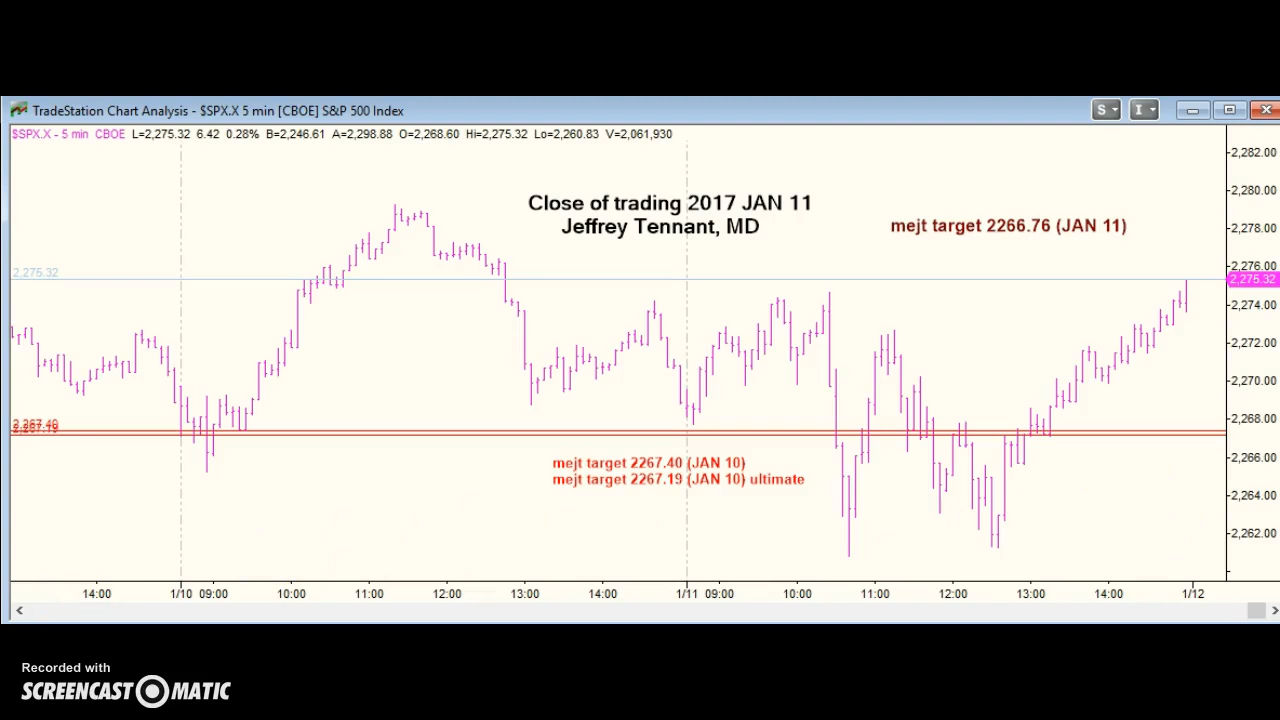 TradeStation Chart Analysis - $SPX.X 5 min [CBOE] S&P 500 Index
S
I
$SPX.X - 5 min CBOE L=2,275.32 6.42 0.28% B=2,246.61 A=2,298.88 O=2,268.60 Hi=2,275.32 Lo=2,260.83 V=2,061,930
2,282.00
Close of trading 2017 JAN 11
Jeffrey Tennant, MD
mejt target 2266.76 (JAN 11)
2,280.00
2,278.00
2,276.00
2,275.32
2,275.32
2,274.00
2,272.00
2,270.00
2,268.00
2,267.40
2,267.19
2,266.00
mejt target 2267.40 (JAN 10)
mejt target 2267.19 (JAN 10) ultimate
2,264.00
2,262.00
14:00 1/10 09:00 10:00 11:00 12:00 13:00 14:00 1/11 09:00 10:00 11:00 12:00 13:00 14:00 1/12
Recorded with
SCREENCAST O MATIC